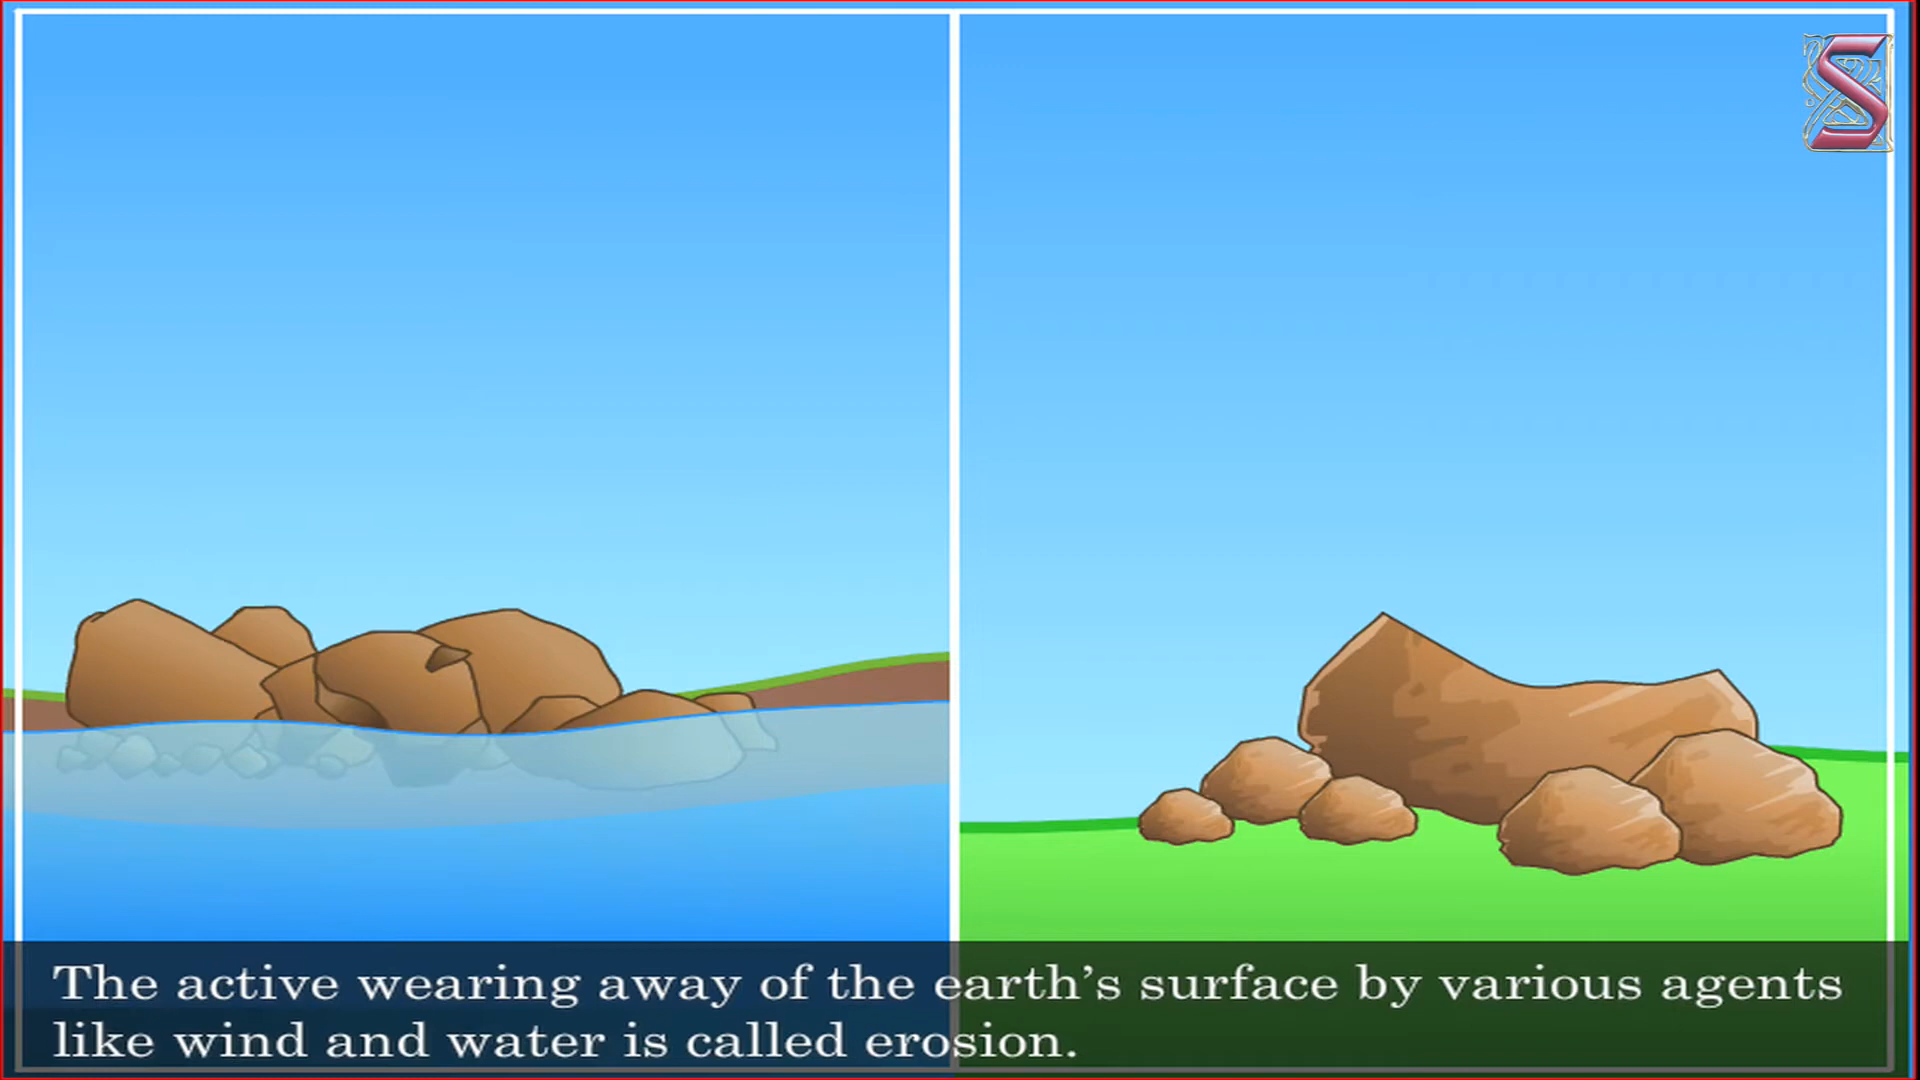 S
The active wearing away of the earth’s surface by various agents
like wind and water is called erosion.